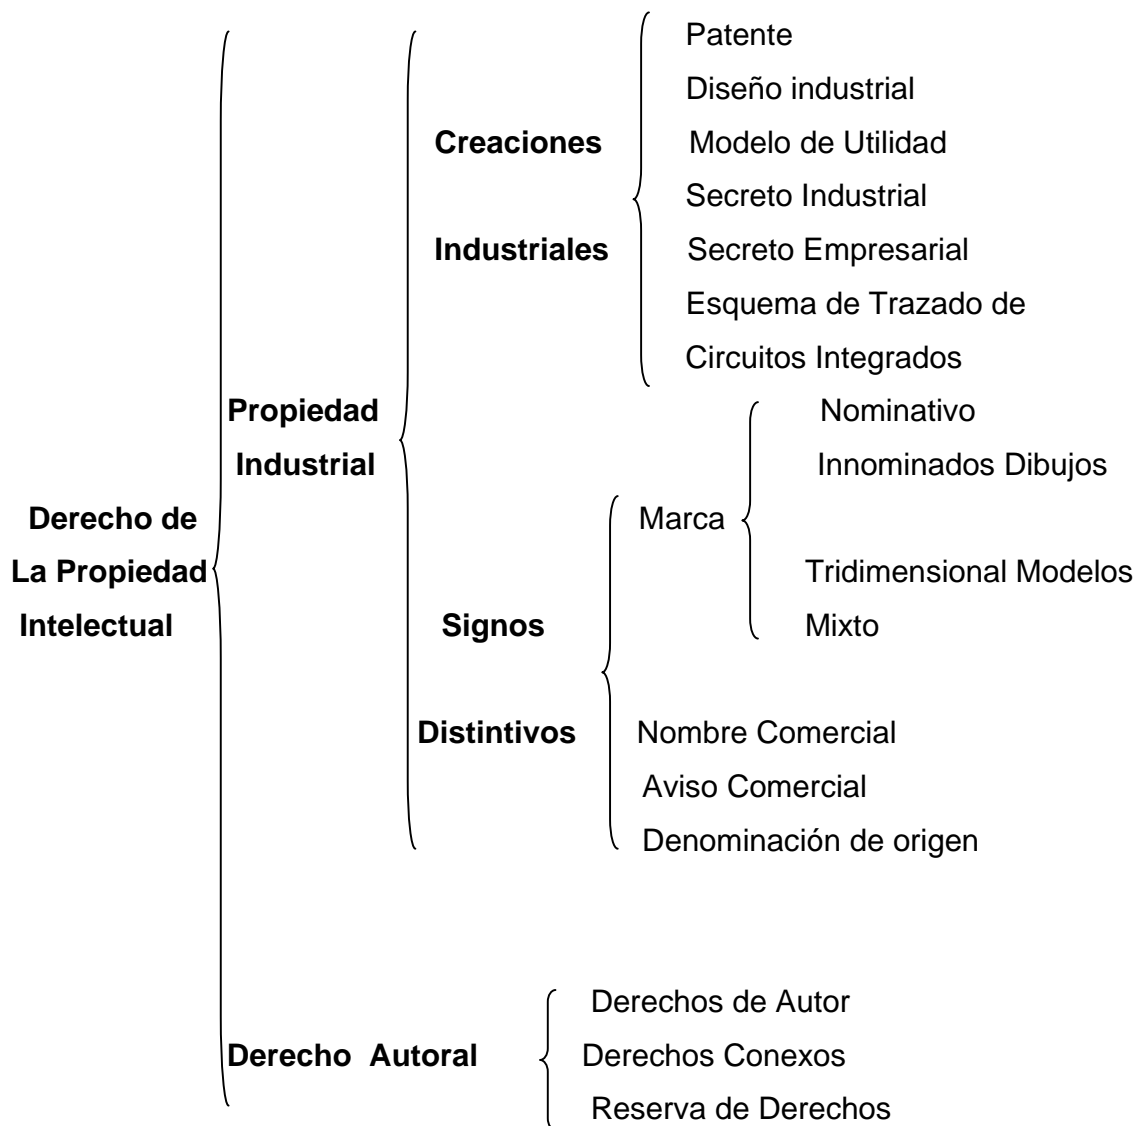 Patente
Diseño industrial
Creaciones Modelo de Utilidad
Secreto Industrial
Industriales Secreto Empresarial
Esquema de Trazado de
Circuitos Integrados
Propiedad Nominativo
Industrial Innominados Dibujos
Derecho de Marca
La Propiedad Tridimensional Modelos
Intelectual Signos Mixto
Distintivos Nombre Comercial
Aviso Comercial
Denominación de origen
Derechos de Autor
Derecho Autoral Derechos Conexos
Reserva de Derechos